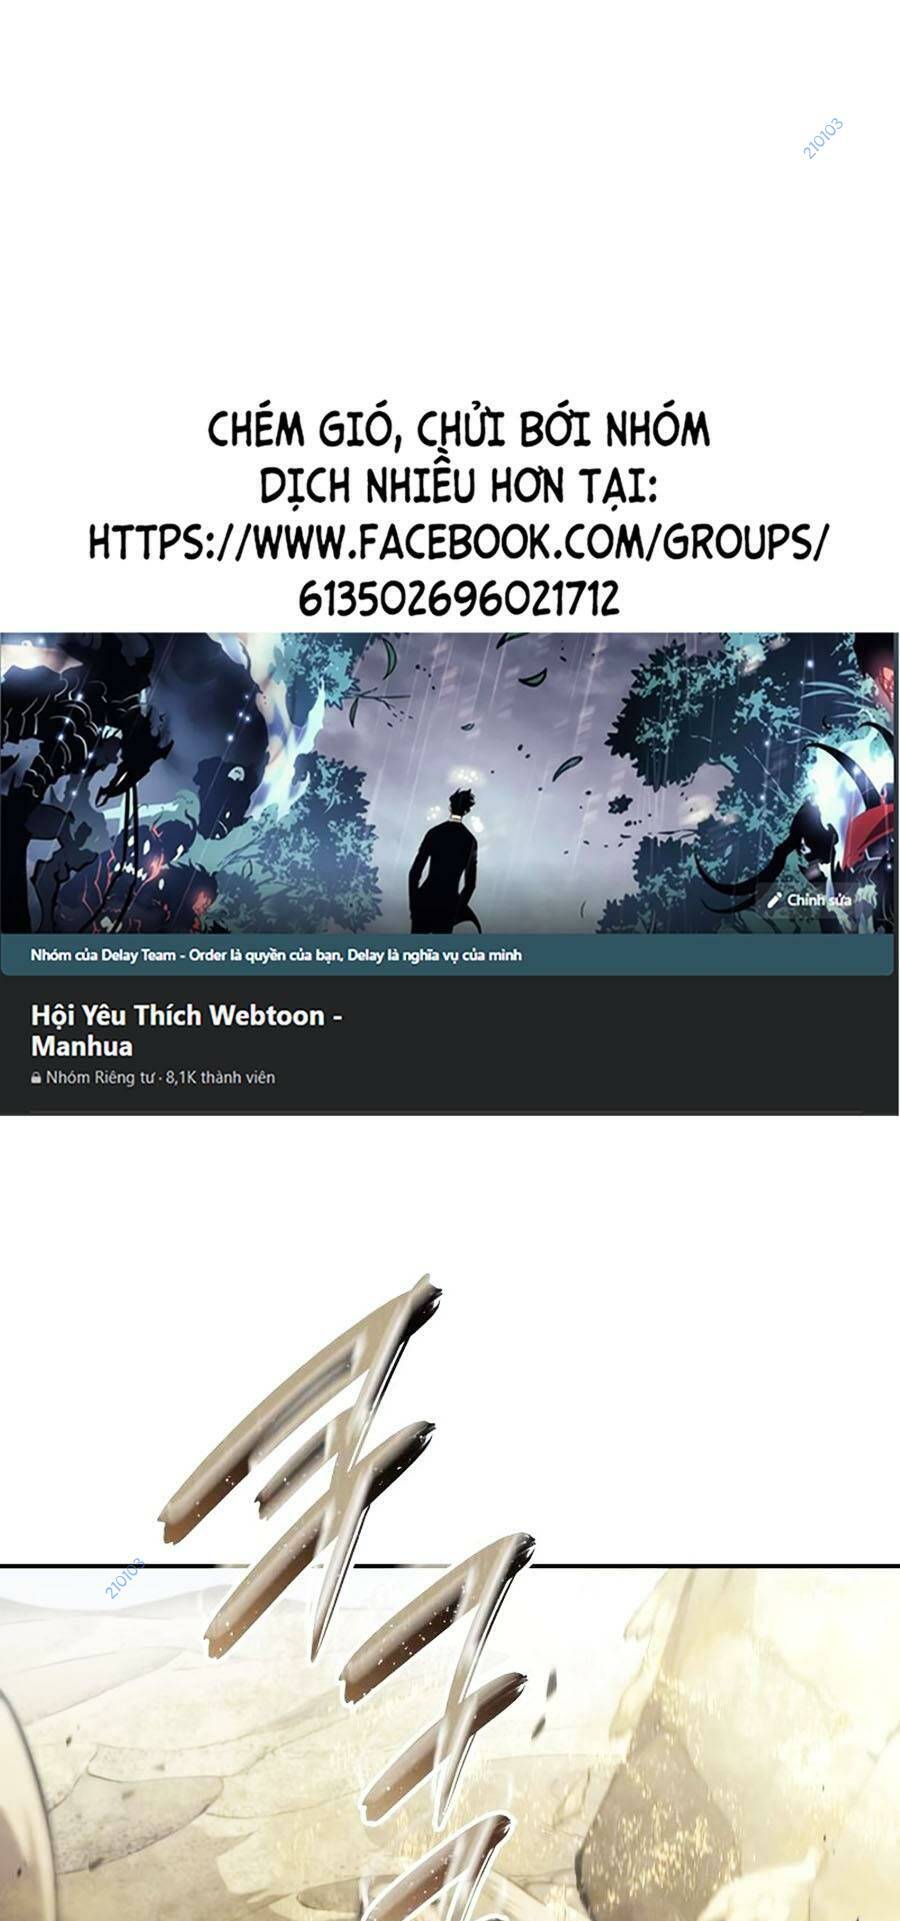 210103
CHÉM GIÓ, CHỬI BỚI NHÓM
DỊCH NHIỀU HƠN TẠI:
HTTPS://WWW.FACEBOOK.COM/GROUPS/
613502696021712
Chỉnh sửa
Nhóm của Delay Team - Order là quyền của bạn, Delay là nghĩa vụ của mình
Hội Yêu Thích Webtoon -
Manhua
Nhóm Riêng tư · 8,1K thành viên
210103